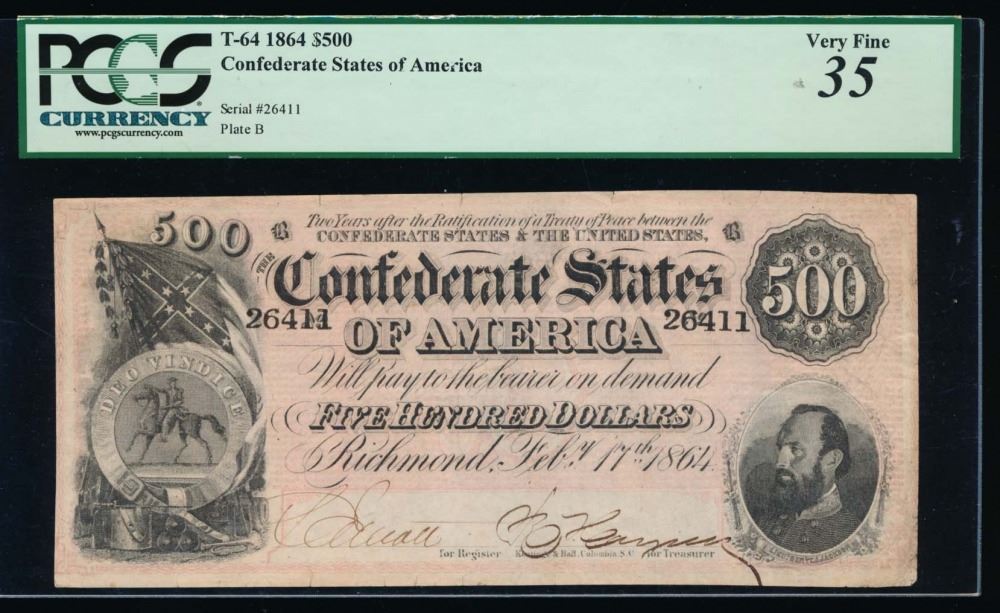 PCGS
CURRENCY
www.pcgscurrency.com
T-64 1864 $500
Confederate States of America
Serial #26411
Plate B
Very Fine
35
500
B
Two Years after the Ratification of a Treaty of Peace between the
CONFEDERATE STATES & THE UNITED STATES,
B
THE
Confederate States
500
26411
OF AMERICA
26411
Will pay to the bearer on demand
DEO VINDICE
FIVE HUNDRED DOLLARS
Richmond, Feby. 17th 1864
for Register
Keatinge & Ball, Columbia, S.C.
for Treasurer